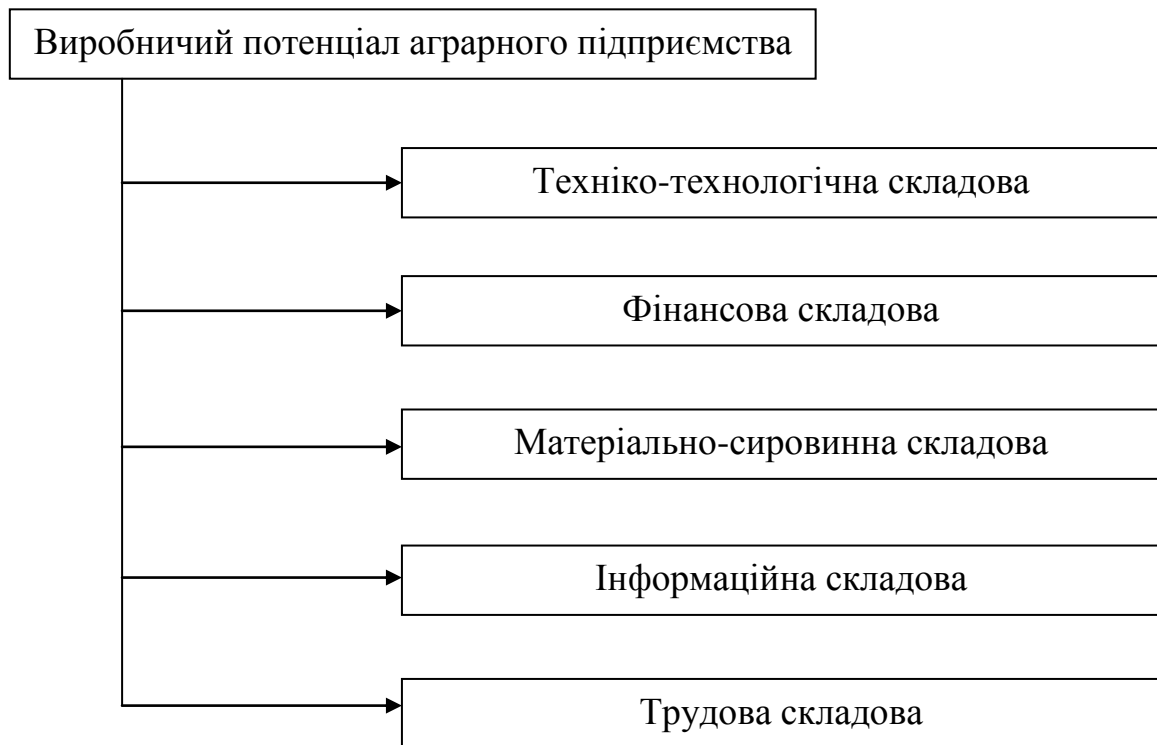 Виробничий потенціал аграрного підприємства
Техніко-технологічна складова
Фінансова складова
Матеріально-сировинна складова
Інформаційна складова
Трудова складова